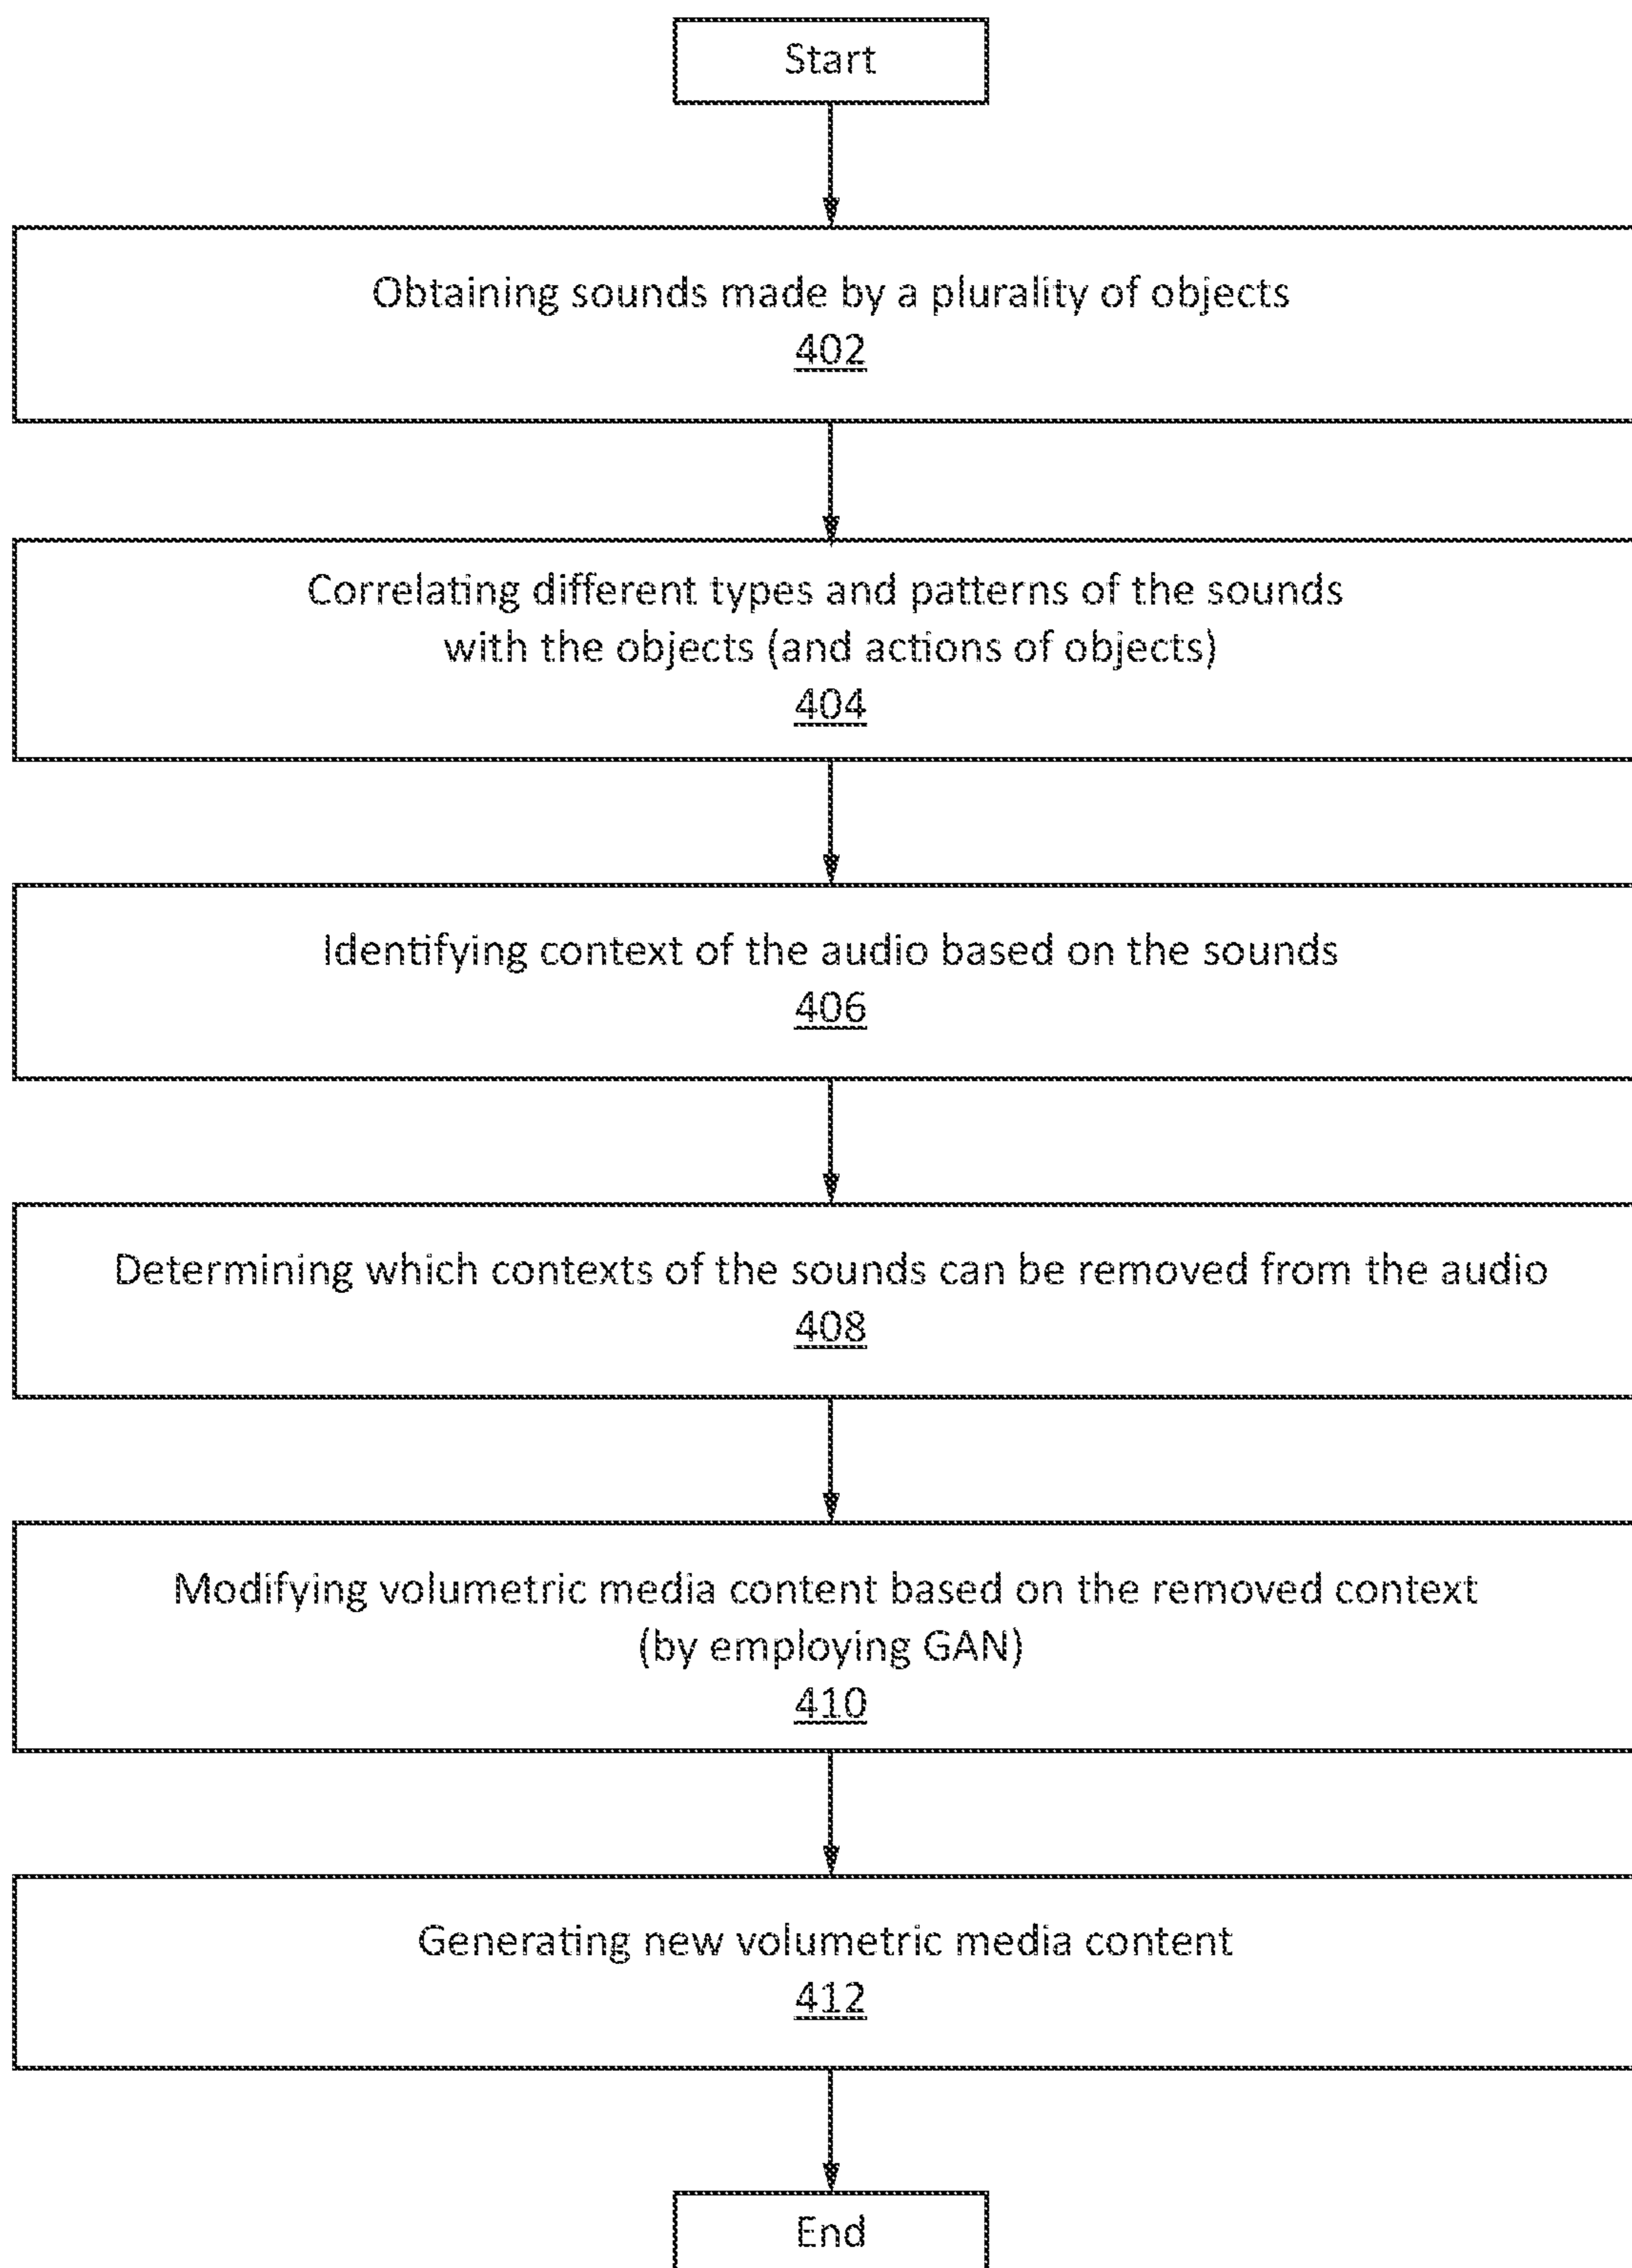 Start
Obtaining sounds made by a plurality of objects
402
Correlating different types and patterns of the sounds
with the objects (and actions of objects)
404
Identifying context of the audio based on the sounds
406
Determining which contexts of the sounds can be removed from the audio
408
Modifying volumetric media content based on the removed context
(by employing GAN)
410
Generating new volumetric media content
412
End